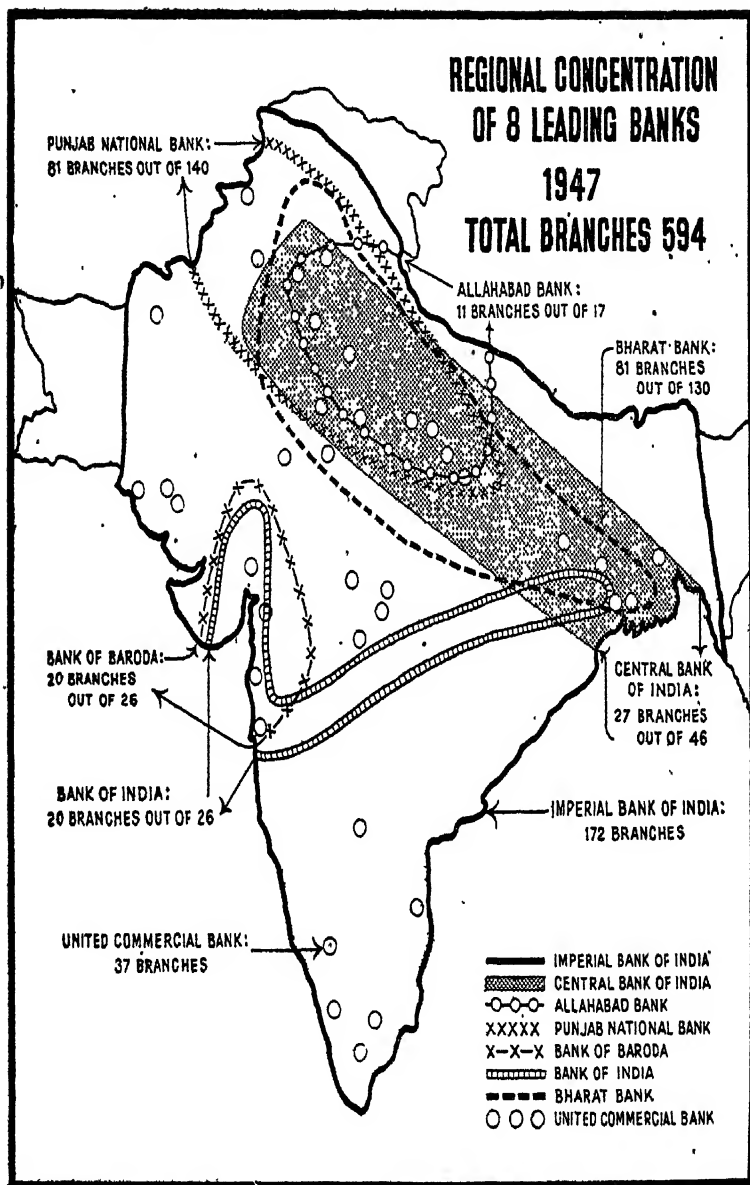 REGIONAL CONCENTRATION
OF 8 LEADING BANKS
1947
TOTAL BRANCHES 594
PUNJAB NATIONAL BANK:
81 BRANCHES OUT OF 140
ALLAHABAD BANK:
11 BRANCHES OUT OF 17
BHARAT BANK:
81 BRANCHES
OUT OF 130
BANK OF BARODA:
20 BRANCHES
OUT OF 26
CENTRAL BANK
OF INDIA:
27 BRANCHES
OUT OF 46
BANK OF INDIA:
20 BRANCHES OUT OF 26
IMPERIAL BANK OF INDIA:
172 BRANCHES
UNITED COMMERCIAL BANK:
37 BRANCHES
IMPERIAL BANK OF INDIA
CENTRAL BANK OF INDIA
ALLAHABAD BANK
XXXXX PUNJAB NATIONAL BANK
X-X-X BANK OF BARODA
BANK OF INDIA
BHARAT BANK
UNITED COMMERCIAL BANK